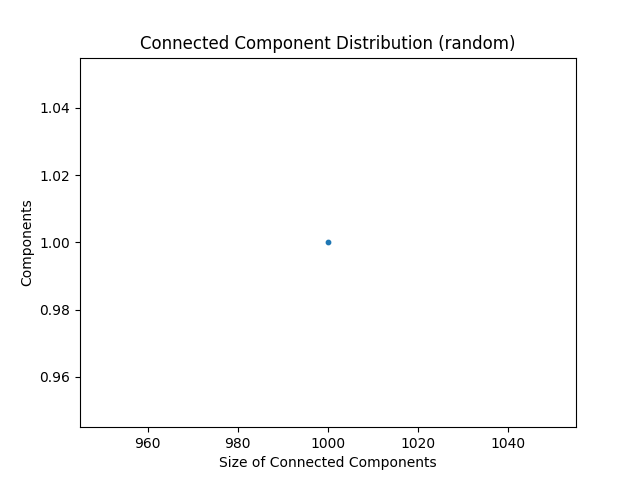 Connected Component Distribution (random)
1.04
1.02
1.00
0.98
0.96
Components
960 980 1000 1020 1040
Size of Connected Components